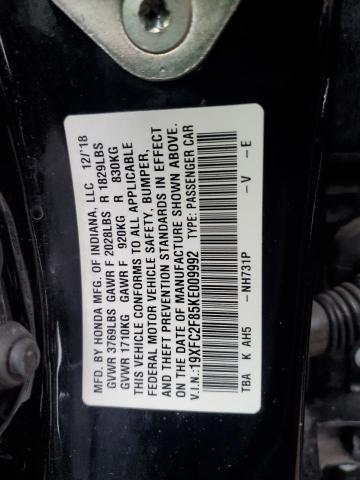 MFD. BY HONDA MFG. OF INDIANA, LLC 12/'18
GVWR 3769LBS GAWR F 2028LBS R 1829LBS
GVWR 1710KG GAWR F 920KG R 830KG
THIS VEHICLE CONFORMS TO ALL APPLICABLE
FEDERAL MOTOR VEHICLE SAFETY, BUMPER,
AND THEFT PREVENTION STANDARDS IN EFFECT
ON THE DATE OF MANUFACTURE SHOWN ABOVE.
V.I.N.:19XFC2F85KE009992 TYPE: PASSENGER CAR
TBA K AH5 -NH731P -V -E